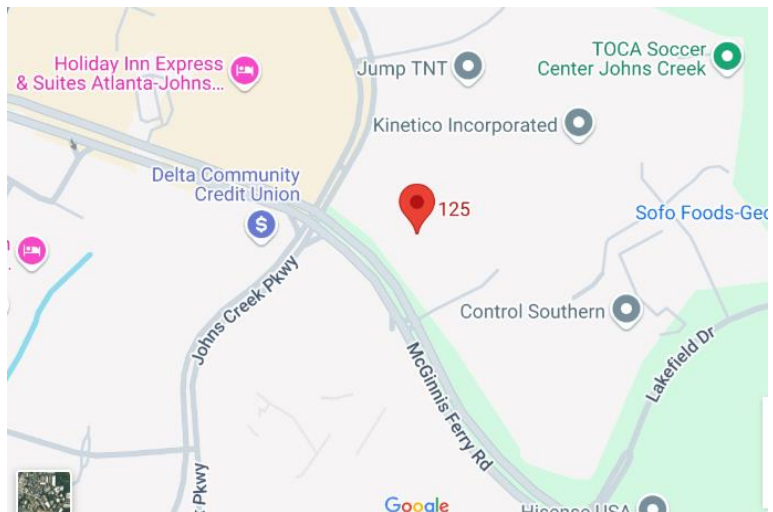 Holiday Inn Express
& Suites Atlanta-Johns...
Jump TNT
TOCA Soccer
Center Johns Creek
Kinetico Incorporated
Delta Community
Credit Union
$
125
Sofo Foods-Geo
Johns Creek Pkwy
Control Southern
McGinnis Ferry Rd
Lakefield Dr
Pkwy
Google
Hisense USA